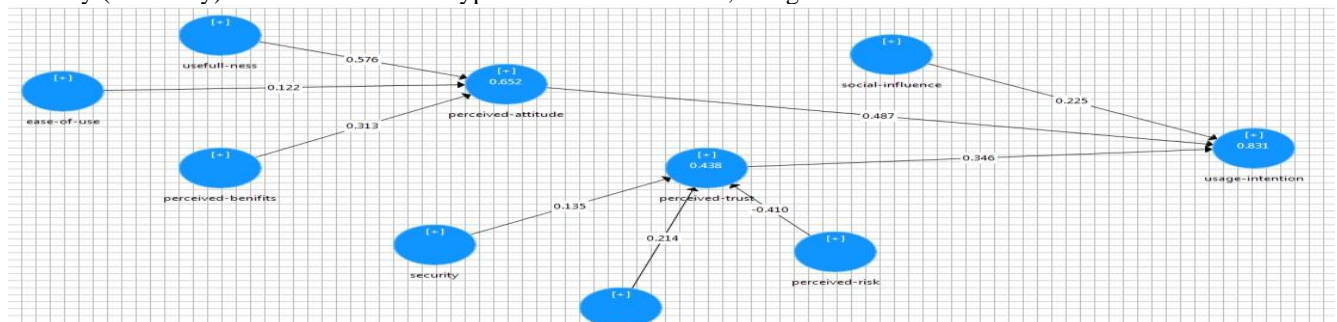 [+]
usefull-ness
0.576
[+]
ease-of-use
0.122
[+]
0.652
perceived-attitude
0.313
[+]
perceived-benifits
[+]
social-influence
0.225
0.487
[+]
0.831
usage-intention
[+]
0.438
perceived-trust
0.346
0.135
-0.410
[+]
security
0.214
[+]
perceived-risk
[+]